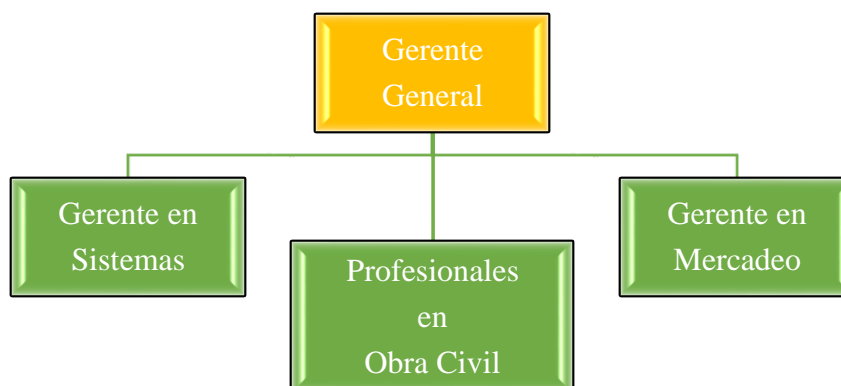 Gerente
General
Gerente en
Sistemas
Profesionales
en
Obra Civil
Gerente en
Mercadeo